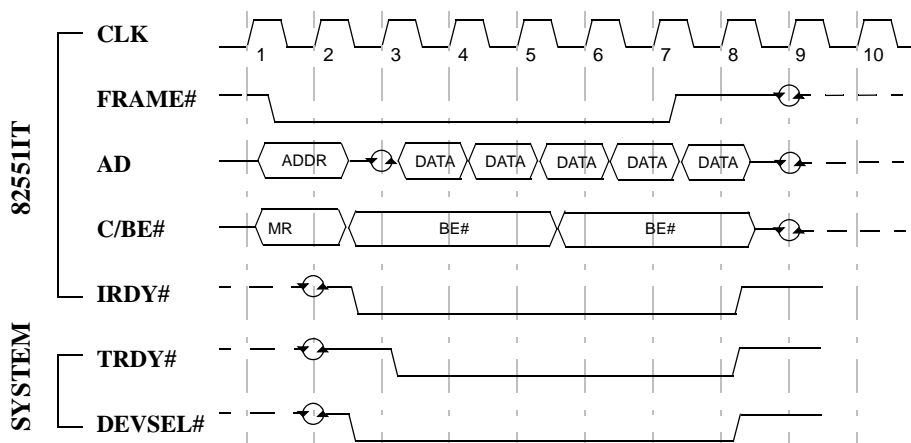 CLK
1 2 3 4 5 6 7 8 9 10
FRAME#
82551IT
AD ADDR DATA DATA DATA DATA DATA
C/BE# MR BE# BE#
IRDY#
SYSTEM
TRDY#
DEVSEL#